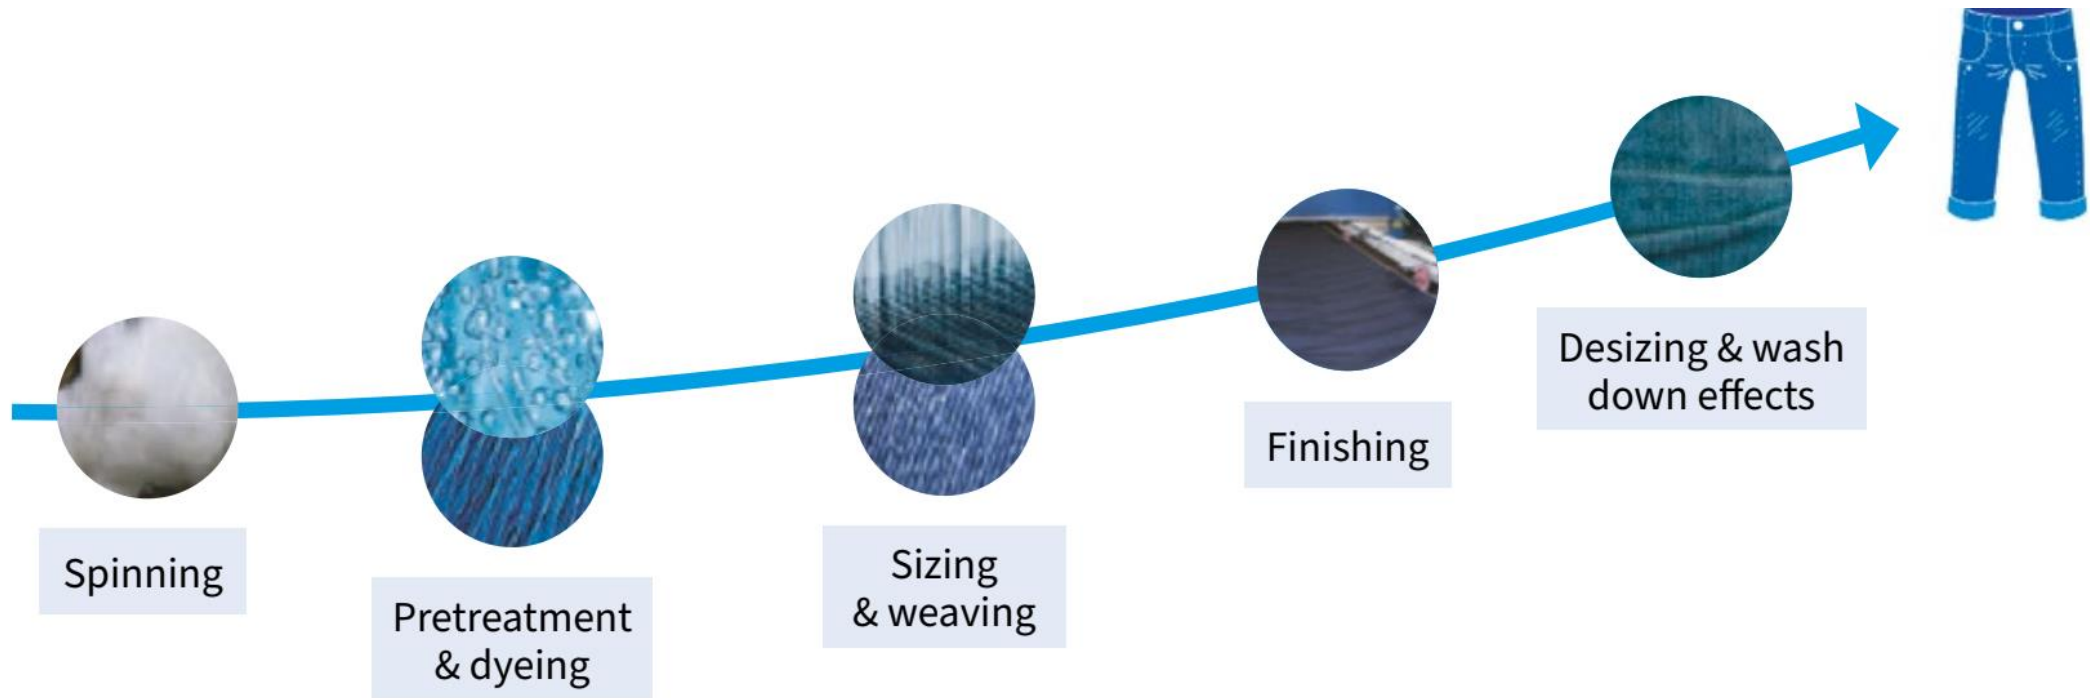 Spinning
Pretreatment
& dyeing
Sizing
& weaving
Finishing
Desizing & wash
down effects